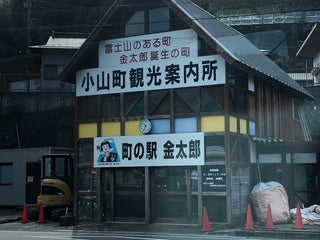 富士山のある町
金太郎誕生の町
小山町観光案内所
町の駅 金太郎